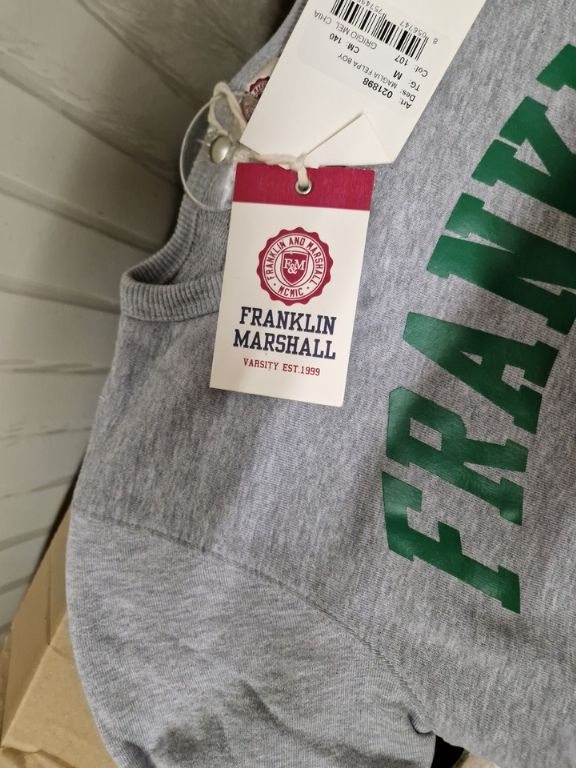 Art: 021898
Des: MAGLIA FELPA BOY
TG: M
CM. 140
Col: 107
GRIGIO MEL. CHIA
FRANKLIN AND MARSHALL
F&M
MCMIC
FRANKLIN
MARSHALL
VARSITY EST.1999
FRANK